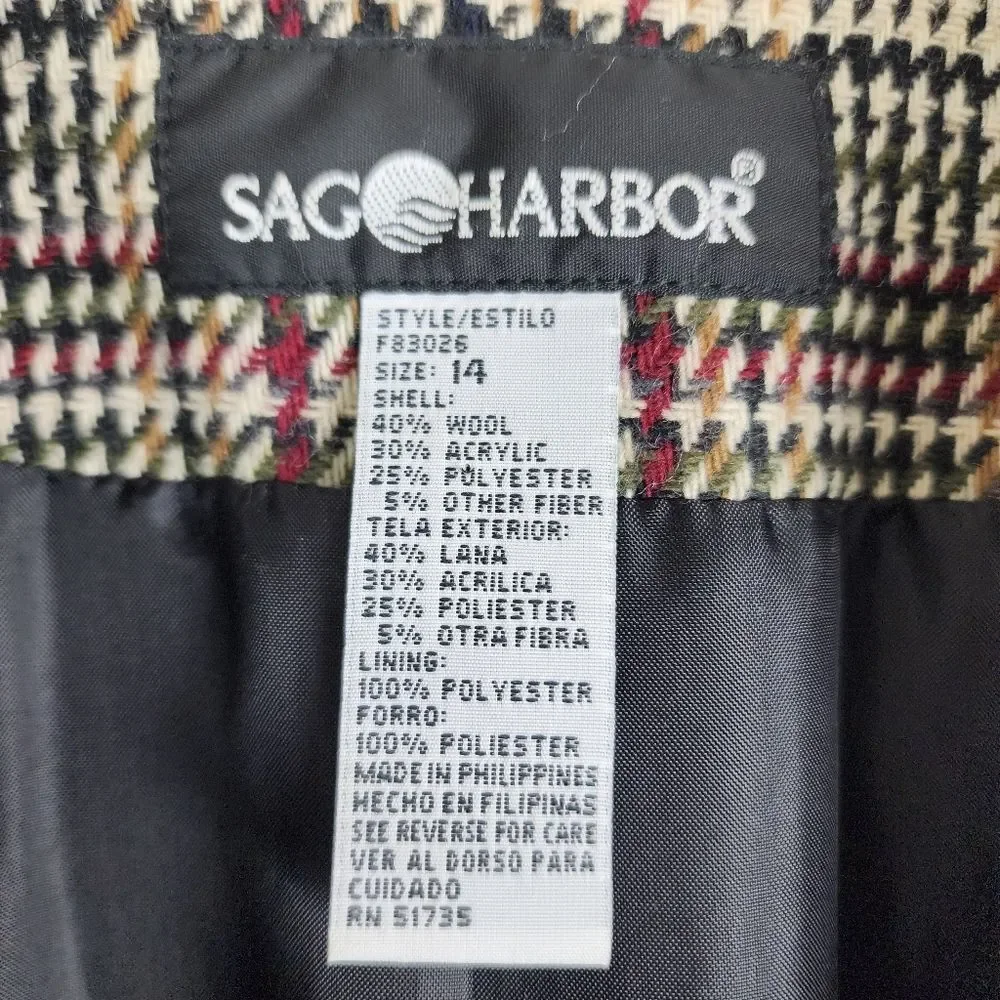 SAG HARBOR®
STYLE/ESTILO
F83026
SIZE: 14
SHELL:
40% WOOL
30% ACRYLIC
25% POLYESTER
5% OTHER FIBER
TELA EXTERIOR:
40% LANA
30% ACRILICA
25% POLIESTER
5% OTRA FIBRA
LINING:
100% POLYESTER
FORRO:
100% POLIESTER
MADE IN PHILIPPINES
HECHO EN FILIPINAS
SEE REVERSE FOR CARE
VER AL DORSO PARA
CUIDADO
RN 51735